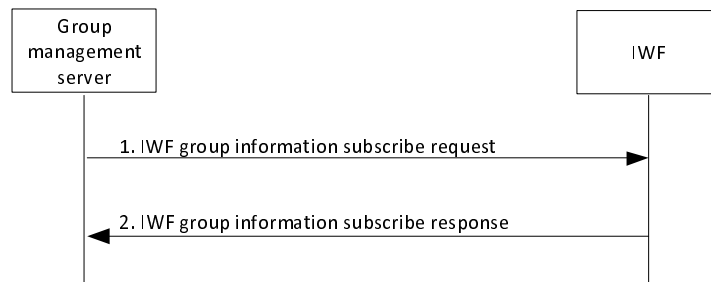 Group
management
server
IWF
1. IWF group information subscribe request
2. IWF group information subscribe response